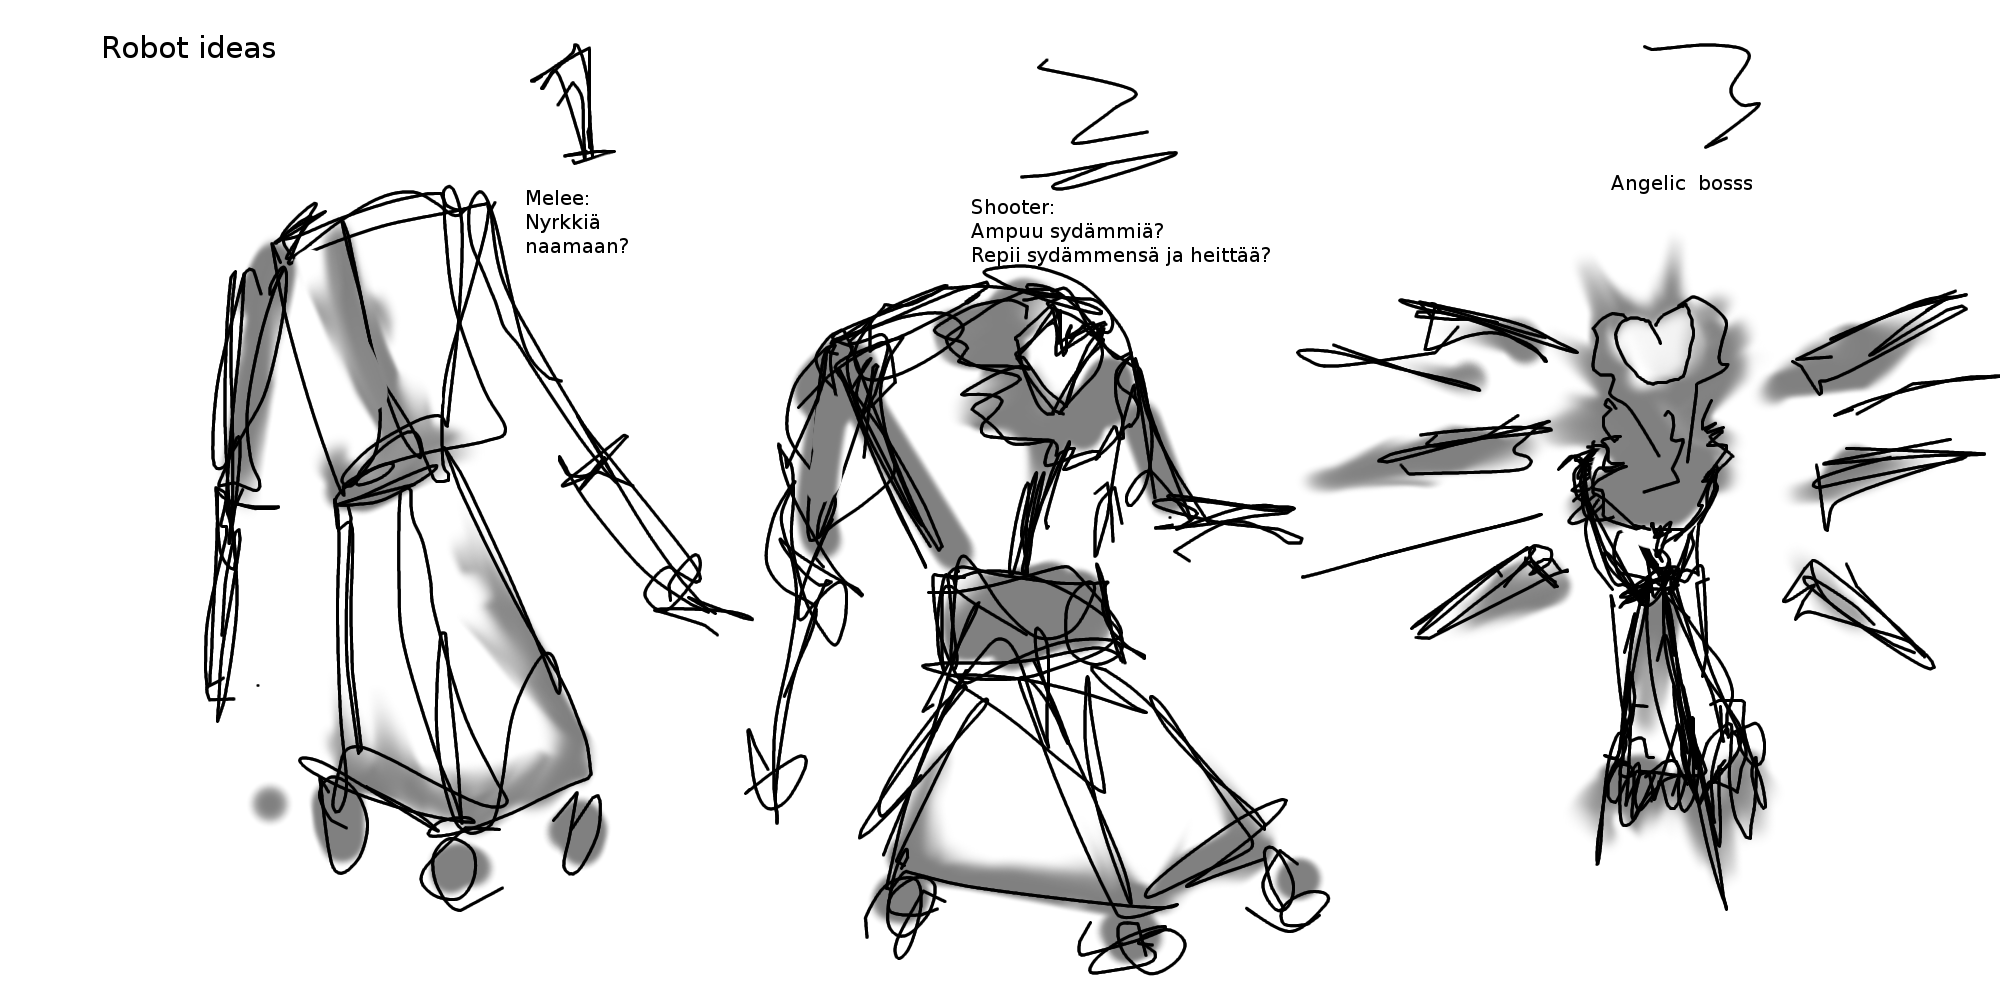 Robot ideas
1
Melee:
Nyrkkiä
naamaan?
2
Shooter:
Ampuu sydämmiä?
Repii sydämmensä ja heittää?
3
Angelic  bosss